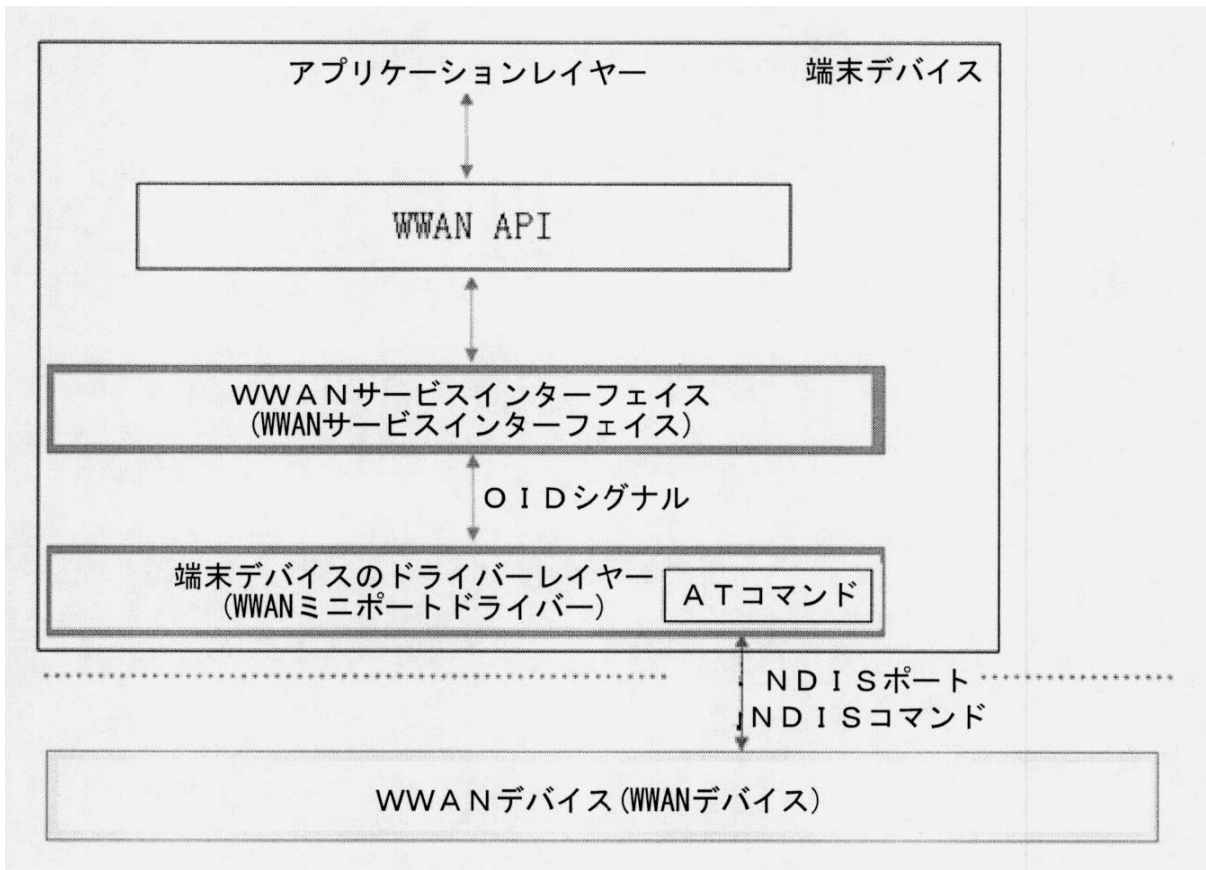 アプリケーションレイヤー
端末デバイス
WWAN API
ＷＷＡＮサービスインターフェイス
(WWANサービスインターフェイス)
ＯＩＤシグナル
端末デバイスのドライバーレイヤー
(WWANミニポートドライバー)
ＡＴコマンド
ＮＤＩＳポート
ＮＤＩＳコマンド
ＷＷＡＮデバイス(WWANデバイス)